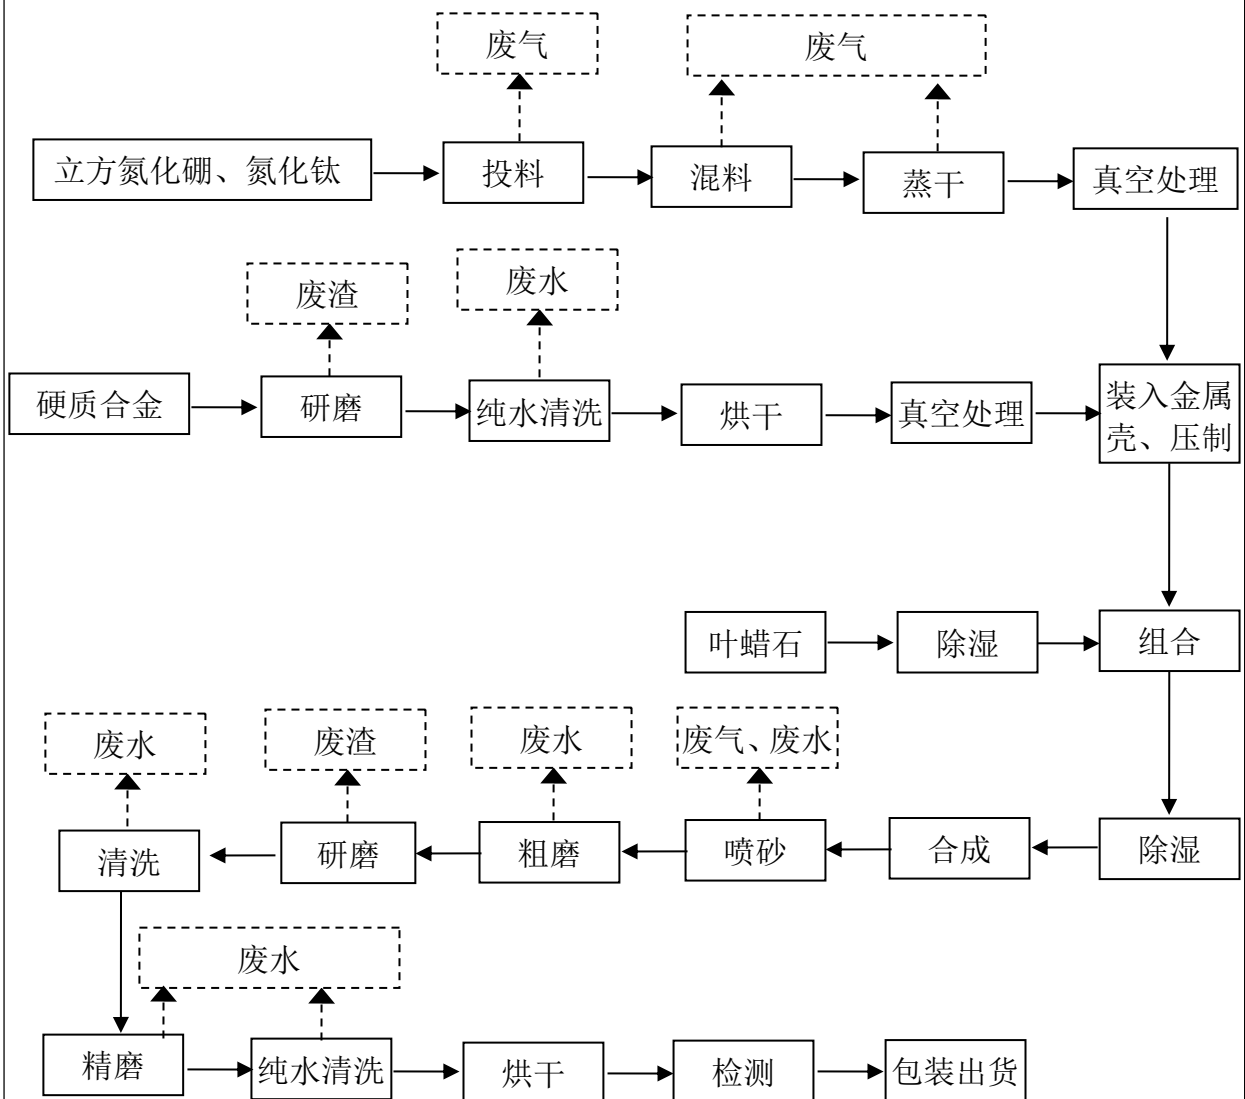 废气
废气
立方氮化硼、氮化钛
投料
混料
蒸干
真空处理
废渣
废水
硬质合金
研磨
纯水清洗
烘干
真空处理
装入金属
壳、压制
叶蜡石
除湿
组合
废水
废渣
废水
废气、废水
清洗
研磨
粗磨
喷砂
合成
除湿
废水
精磨
纯水清洗
烘干
检测
包装出货